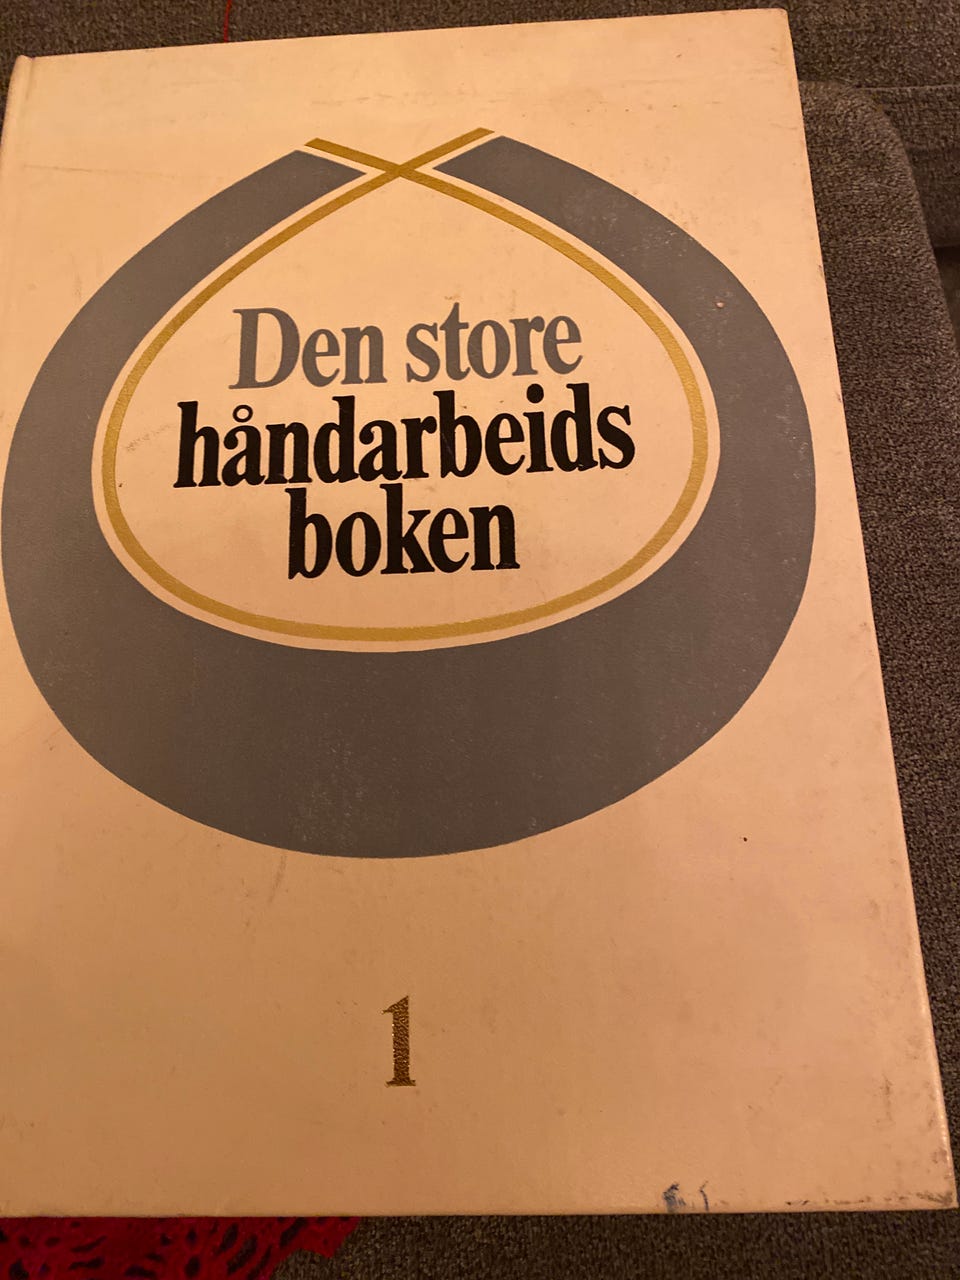 Den store
håndarbeids
boken
1